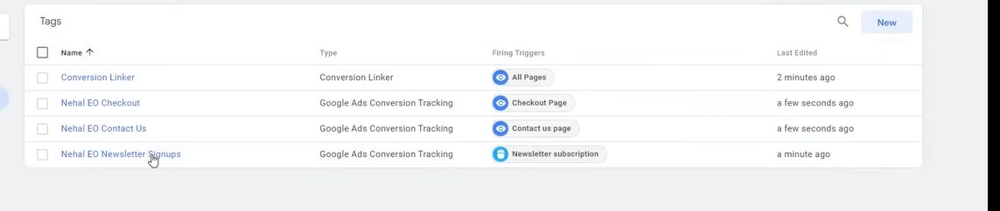 Tags
New
Name Type Firing Triggers Last Edited
Conversion Linker Conversion Linker All Pages 2 minutes ago
Nehal EO Checkout Google Ads Conversion Tracking Checkout Page a few seconds ago
Nehal EO Contact Us Google Ads Conversion Tracking Contact us page a few seconds ago
Nehal EO Newsletter Signups Google Ads Conversion Tracking Newsletter subscription a minute ago